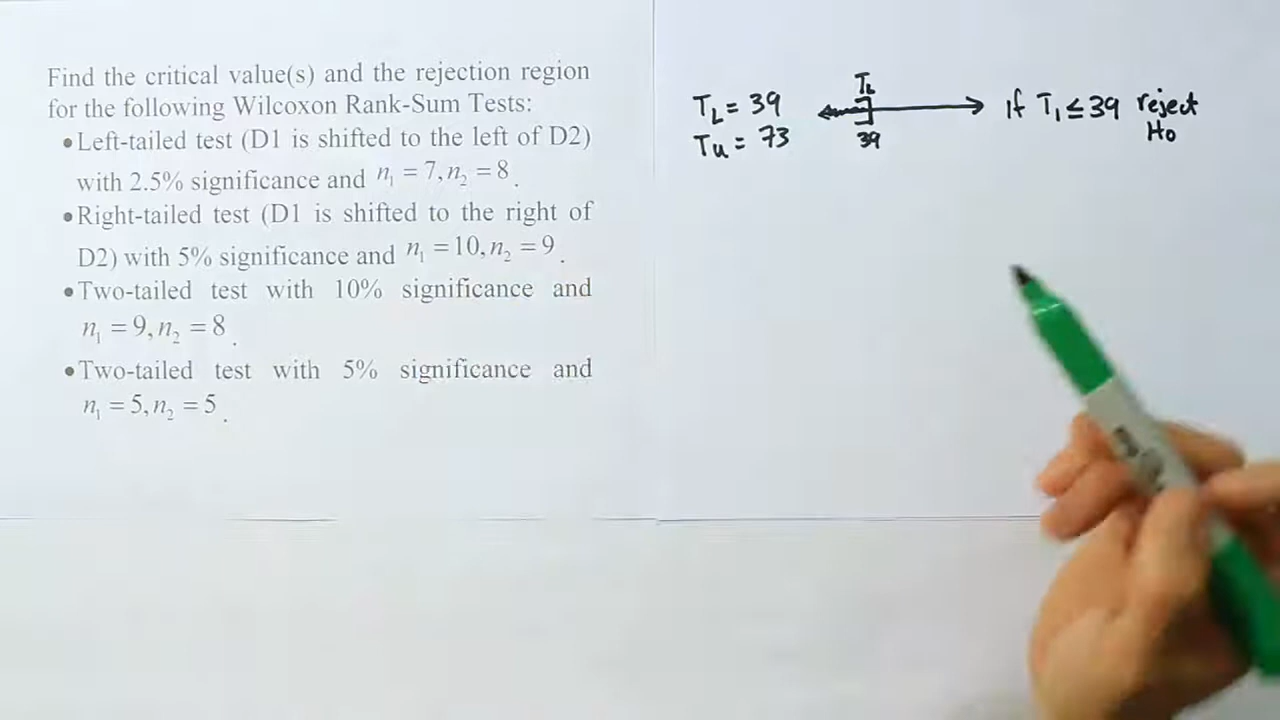 Find the critical value(s) and the rejection region
for the following Wilcoxon Rank-Sum Tests:
•Left-tailed test (D1 is shifted to the left of D2)
with 2.5% significance and n₁ = 7, n₂ = 8.
•Right-tailed test (D1 is shifted to the right of
D2) with 5% significance and n₁ = 10, n₂ = 9.
•Two-tailed test with 10% significance and
n₁ = 9, n₂ = 8.
•Two-tailed test with 5% significance and
n₁ = 5, n₂ = 5.
T_L = 39
T_u = 73
T_L
39
if T₁ ≤ 39 reject
H₀